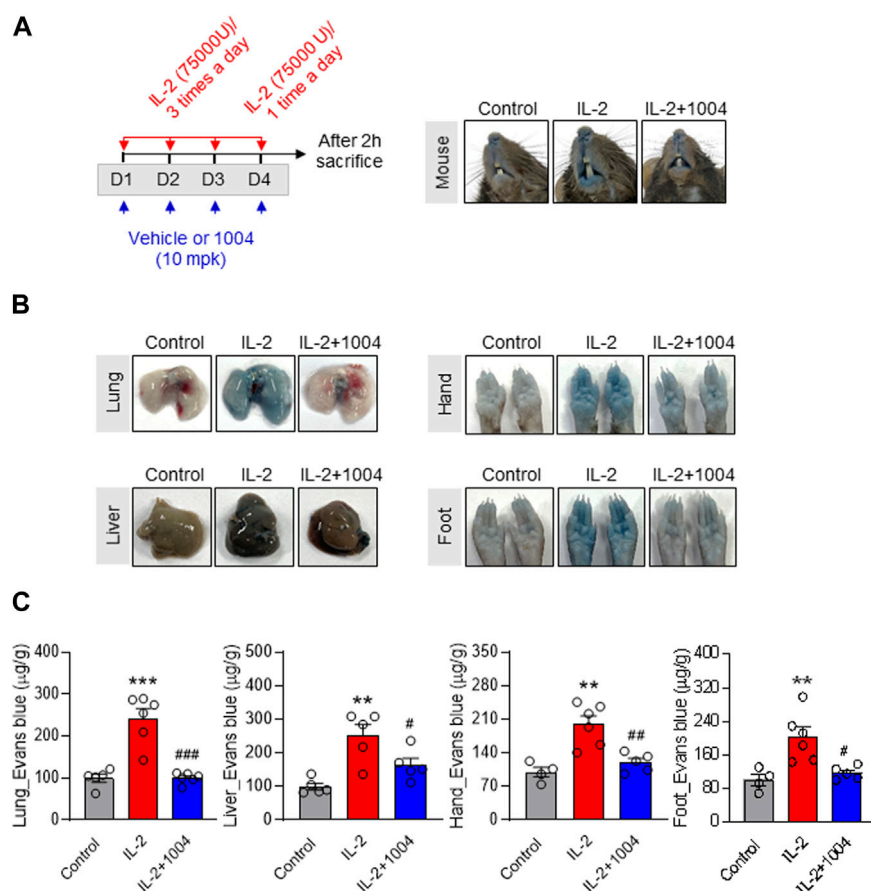 A
IL-2 (75000U)/
3 times a day
IL-2 (75000 U)/
1 time a day
After 2h
sacrifice
D1 D2 D3 D4
Vehicle or 1004
(10 mpk)
Control IL-2 IL-2+1004
Mouse
B
Control IL-2 IL-2+1004
Lung
Control IL-2 IL-2+1004
Hand
Control IL-2 IL-2+1004
Liver
Control IL-2 IL-2+1004
Foot
C
Lung_Evans blue (µg/g)
400
300
200
100
0
***
###
Control IL-2 IL-2+1004
Liver_Evans blue (µg/g)
500
400
300
200
100
0
**
#
Control IL-2 IL-2+1004
Hand_Evans blue (µg/g)
350
280
210
140
70
0
**
##
Control IL-2 IL-2+1004
Foot_Evans blue (µg/g)
400
320
240
160
80
0
**
#
Control IL-2 IL-2+1004